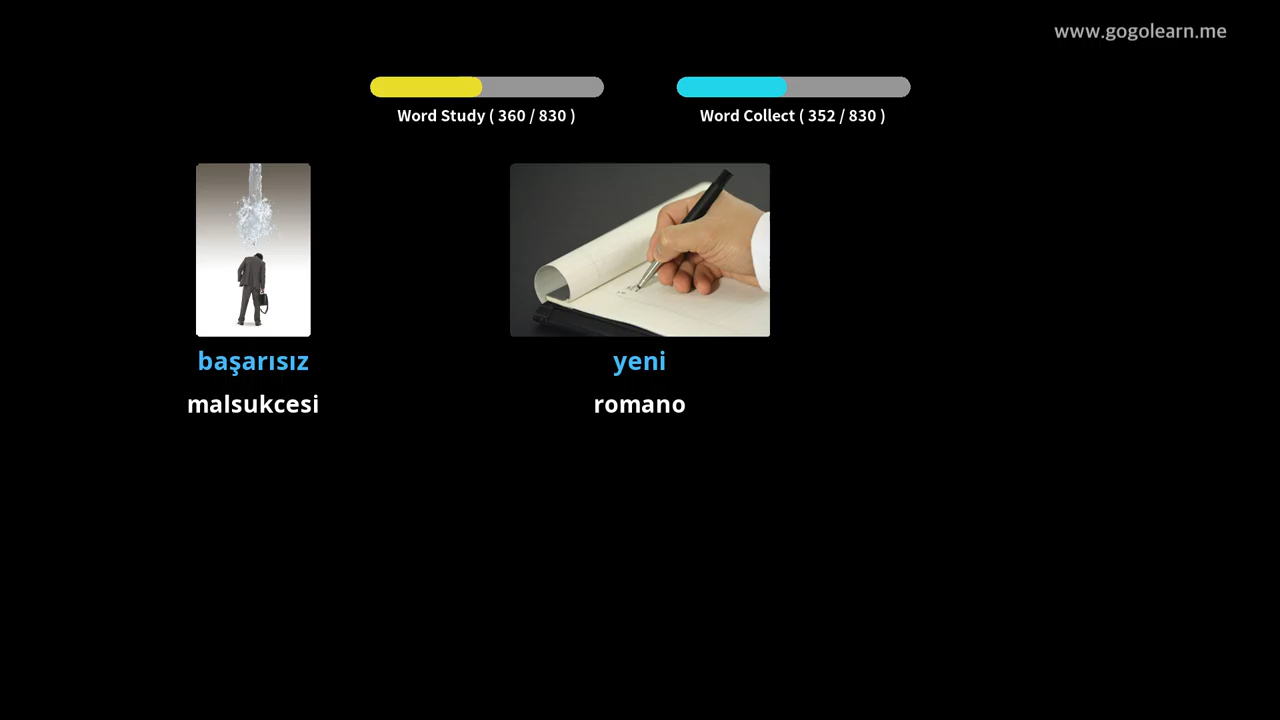 www.gogolearn.me
Word Study ( 360 / 830 )
Word Collect ( 352 / 830 )
başarısız
yeni
malsukcesi
romano